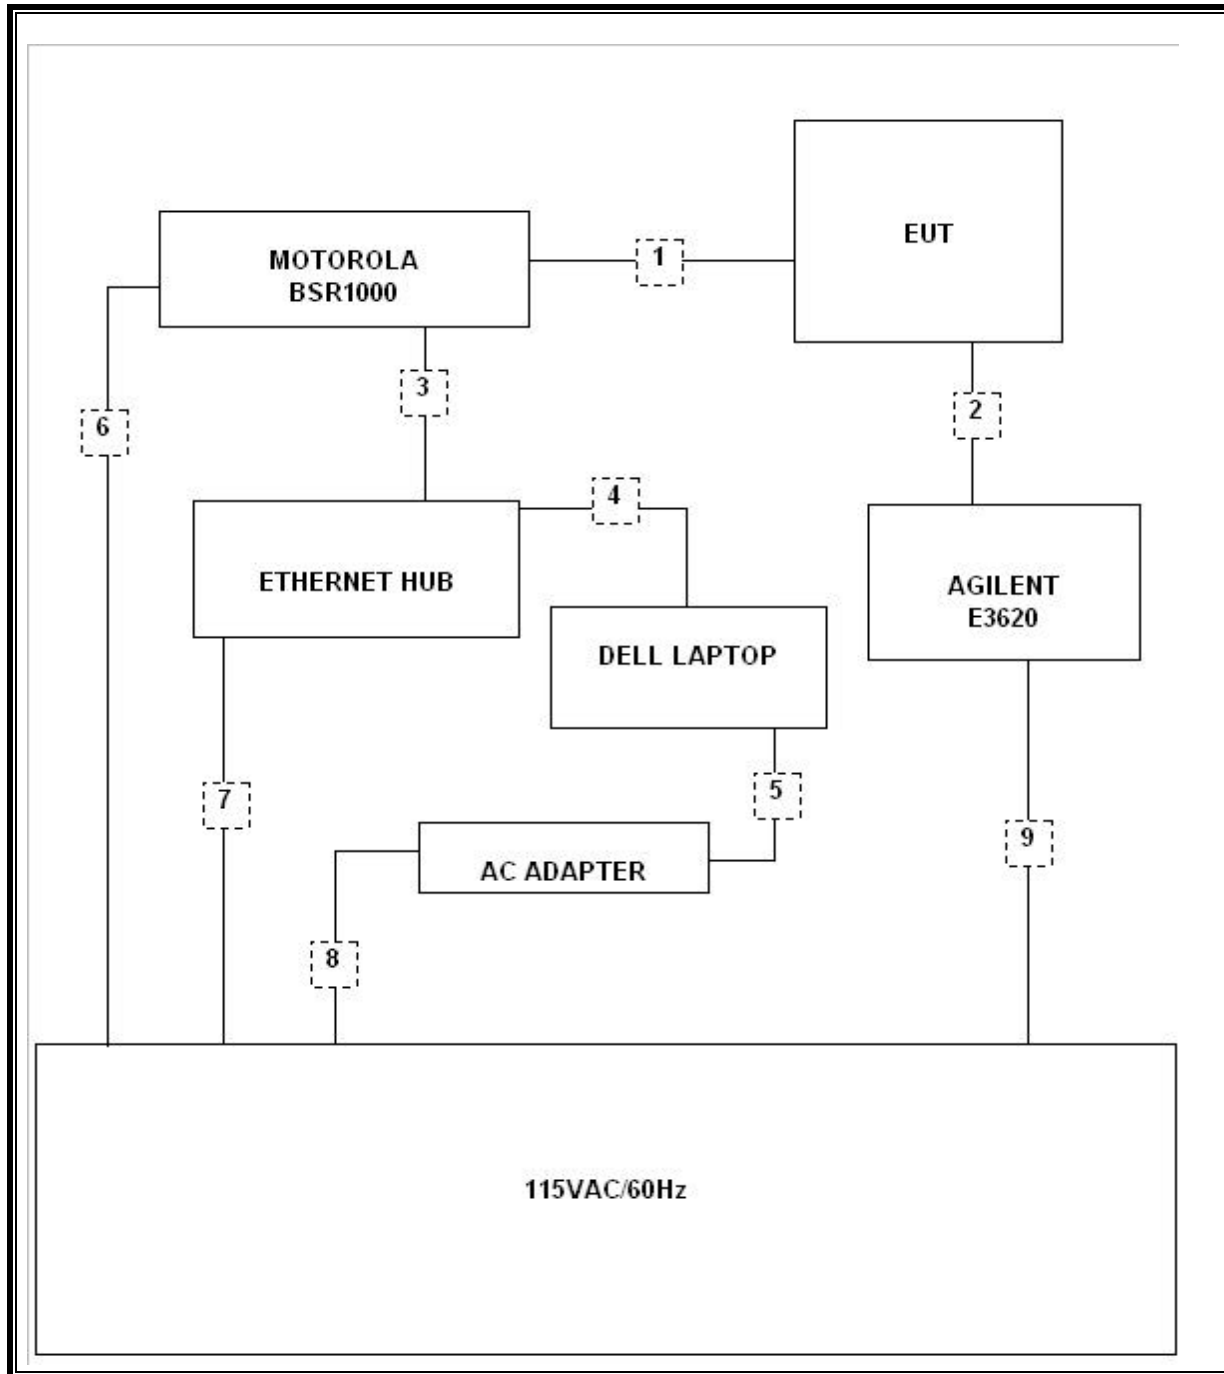 EUT
1
MOTOROLA
BSR1000
3
2
6
4
ETHERNET HUB
AGILENT
E3620
DELL LAPTOP
7
5
9
AC ADAPTER
8
115VAC/60Hz